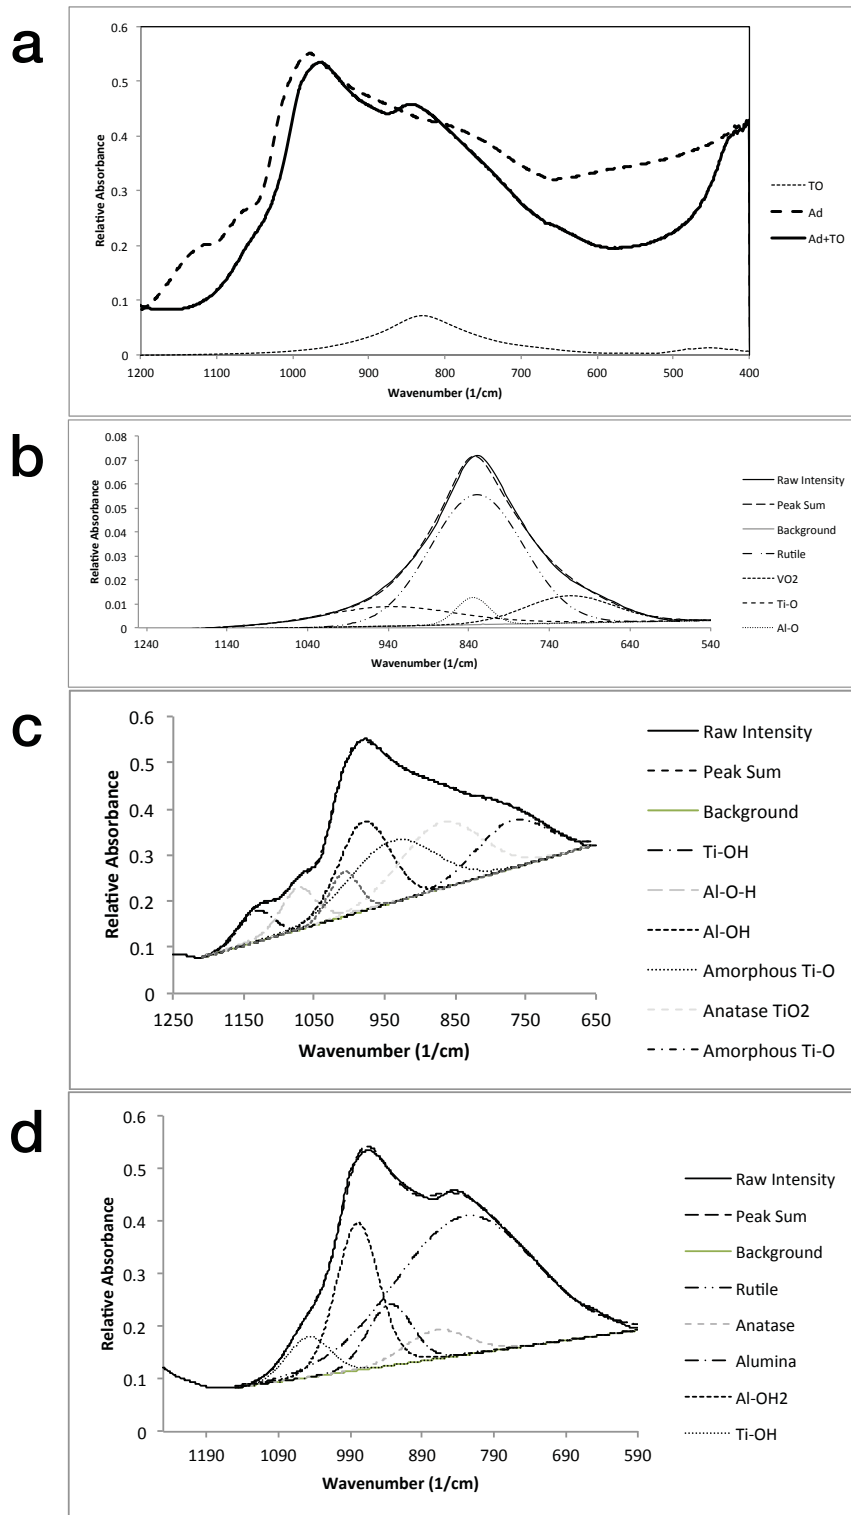 a
0.6
0.5
0.4
0.3
0.2
0.1
0
Relative Absorbance
1200 1100 1000 900 800 700 600 500 400
Wavenumber (1/cm)
TO
Ad
Ad+TO
b
0.08
0.07
0.06
0.05
0.04
0.03
0.02
0.01
0
Relative Absorbance
1240 1140 1040 940 840 740 640 540
Wavenumber (1/cm)
Raw Intensity
Peak Sum
Background
Rutile
VO2
Ti-O
Al-O
c
0.6
0.5
0.4
0.3
0.2
0.1
0
Relative Absorbance
1250 1150 1050 950 850 750 650
Wavenumber (1/cm)
Raw Intensity
Peak Sum
Background
Ti-OH
Al-O-H
Al-OH
Amorphous Ti-O
Anatase TiO2
Amorphous Ti-O
d
0.6
0.5
0.4
0.3
0.2
0.1
0
Relative Absorbance
1190 1090 990 890 790 690 590
Wavenumber (1/cm)
Raw Intensity
Peak Sum
Background
Rutile
Anatase
Alumina
Al-OH2
Ti-OH